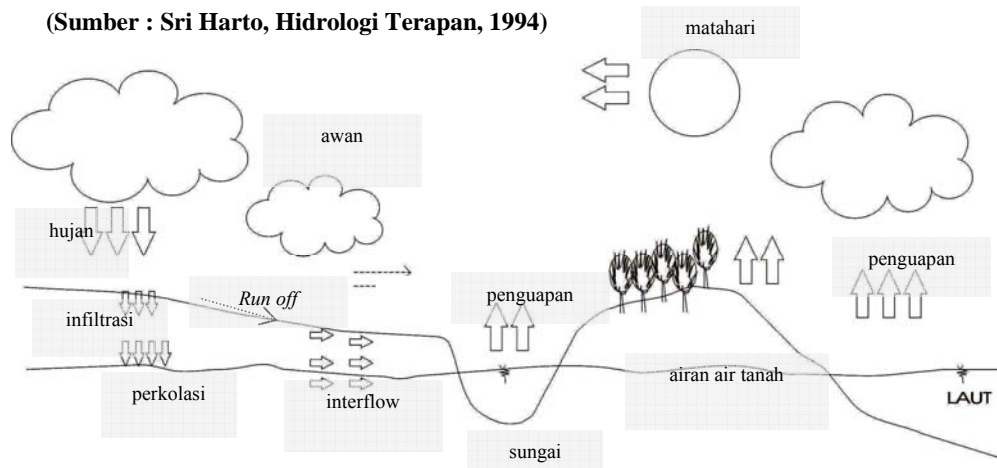 (Sumber : Sri Harto, Hidrologi Terapan, 1994)
matahari
awan
hujan
penguapan
penguapan
Run off
infiltrasi
airan air tanah
perkolasi
interflow
LAUT
sungai